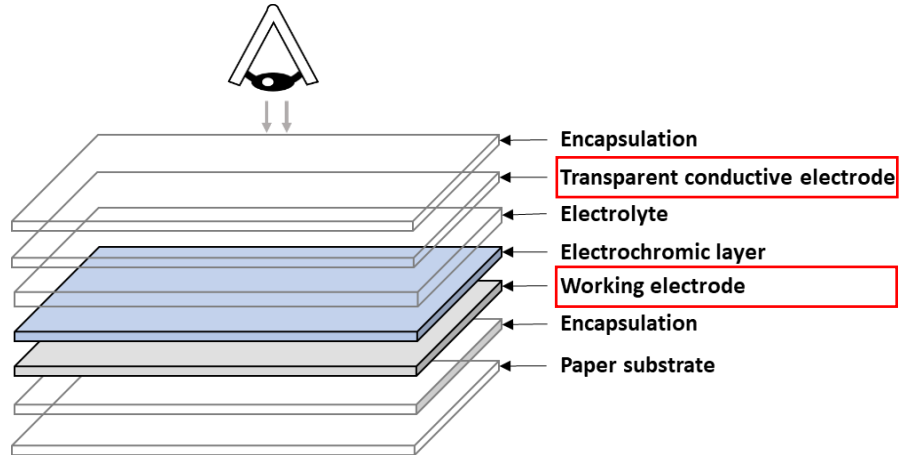 Encapsulation
Transparent conductive electrode
Electrolyte
Electrochromic layer
Working electrode
Encapsulation
Paper substrate